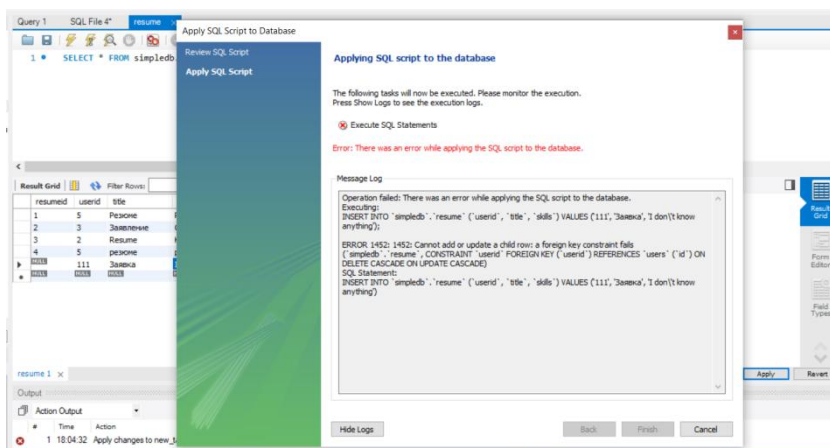 Query 1 SQL File 4* resume
1 SELECT * FROM simpledb.
Result Grid Filter Rows:
resumeid userid title
1 5 Резюме
2 3 Заявление
3 2 Resume
4 5 резюме
NULL 111 Заявка
NULL NULL NULL
resume 1
Output
Action Output
# Time Action
1 18:04:32 Apply changes to new_t
Apply SQL Script to Database
Review SQL Script
Apply SQL Script
Applying SQL script to the database
The following tasks will now be executed. Please monitor the execution.
Press Show Logs to see the execution logs.
Execute SQL Statements
Error: There was an error while applying the SQL script to the database.
Message Log
Operation failed: There was an error while applying the SQL script to the database.
Executing:
INSERT INTO `simpledb`.`resume` (`userid`, `title`, `skills`) VALUES ('111', 'Заявка', 'I don\'t know
anything');
ERROR 1452: 1452: Cannot add or update a child row: a foreign key constraint fails
(`simpledb`.`resume`, CONSTRAINT `userid` FOREIGN KEY (`userid`) REFERENCES `users` (`id`) ON
DELETE CASCADE ON UPDATE CASCADE)
SQL Statement:
INSERT INTO `simpledb`.`resume` (`userid`, `title`, `skills`) VALUES ('111', 'Заявка', 'I don\'t know
anything')
Hide Logs Back Finish Cancel
Result
Grid
Form
Editor
Field
Types
Apply Revert